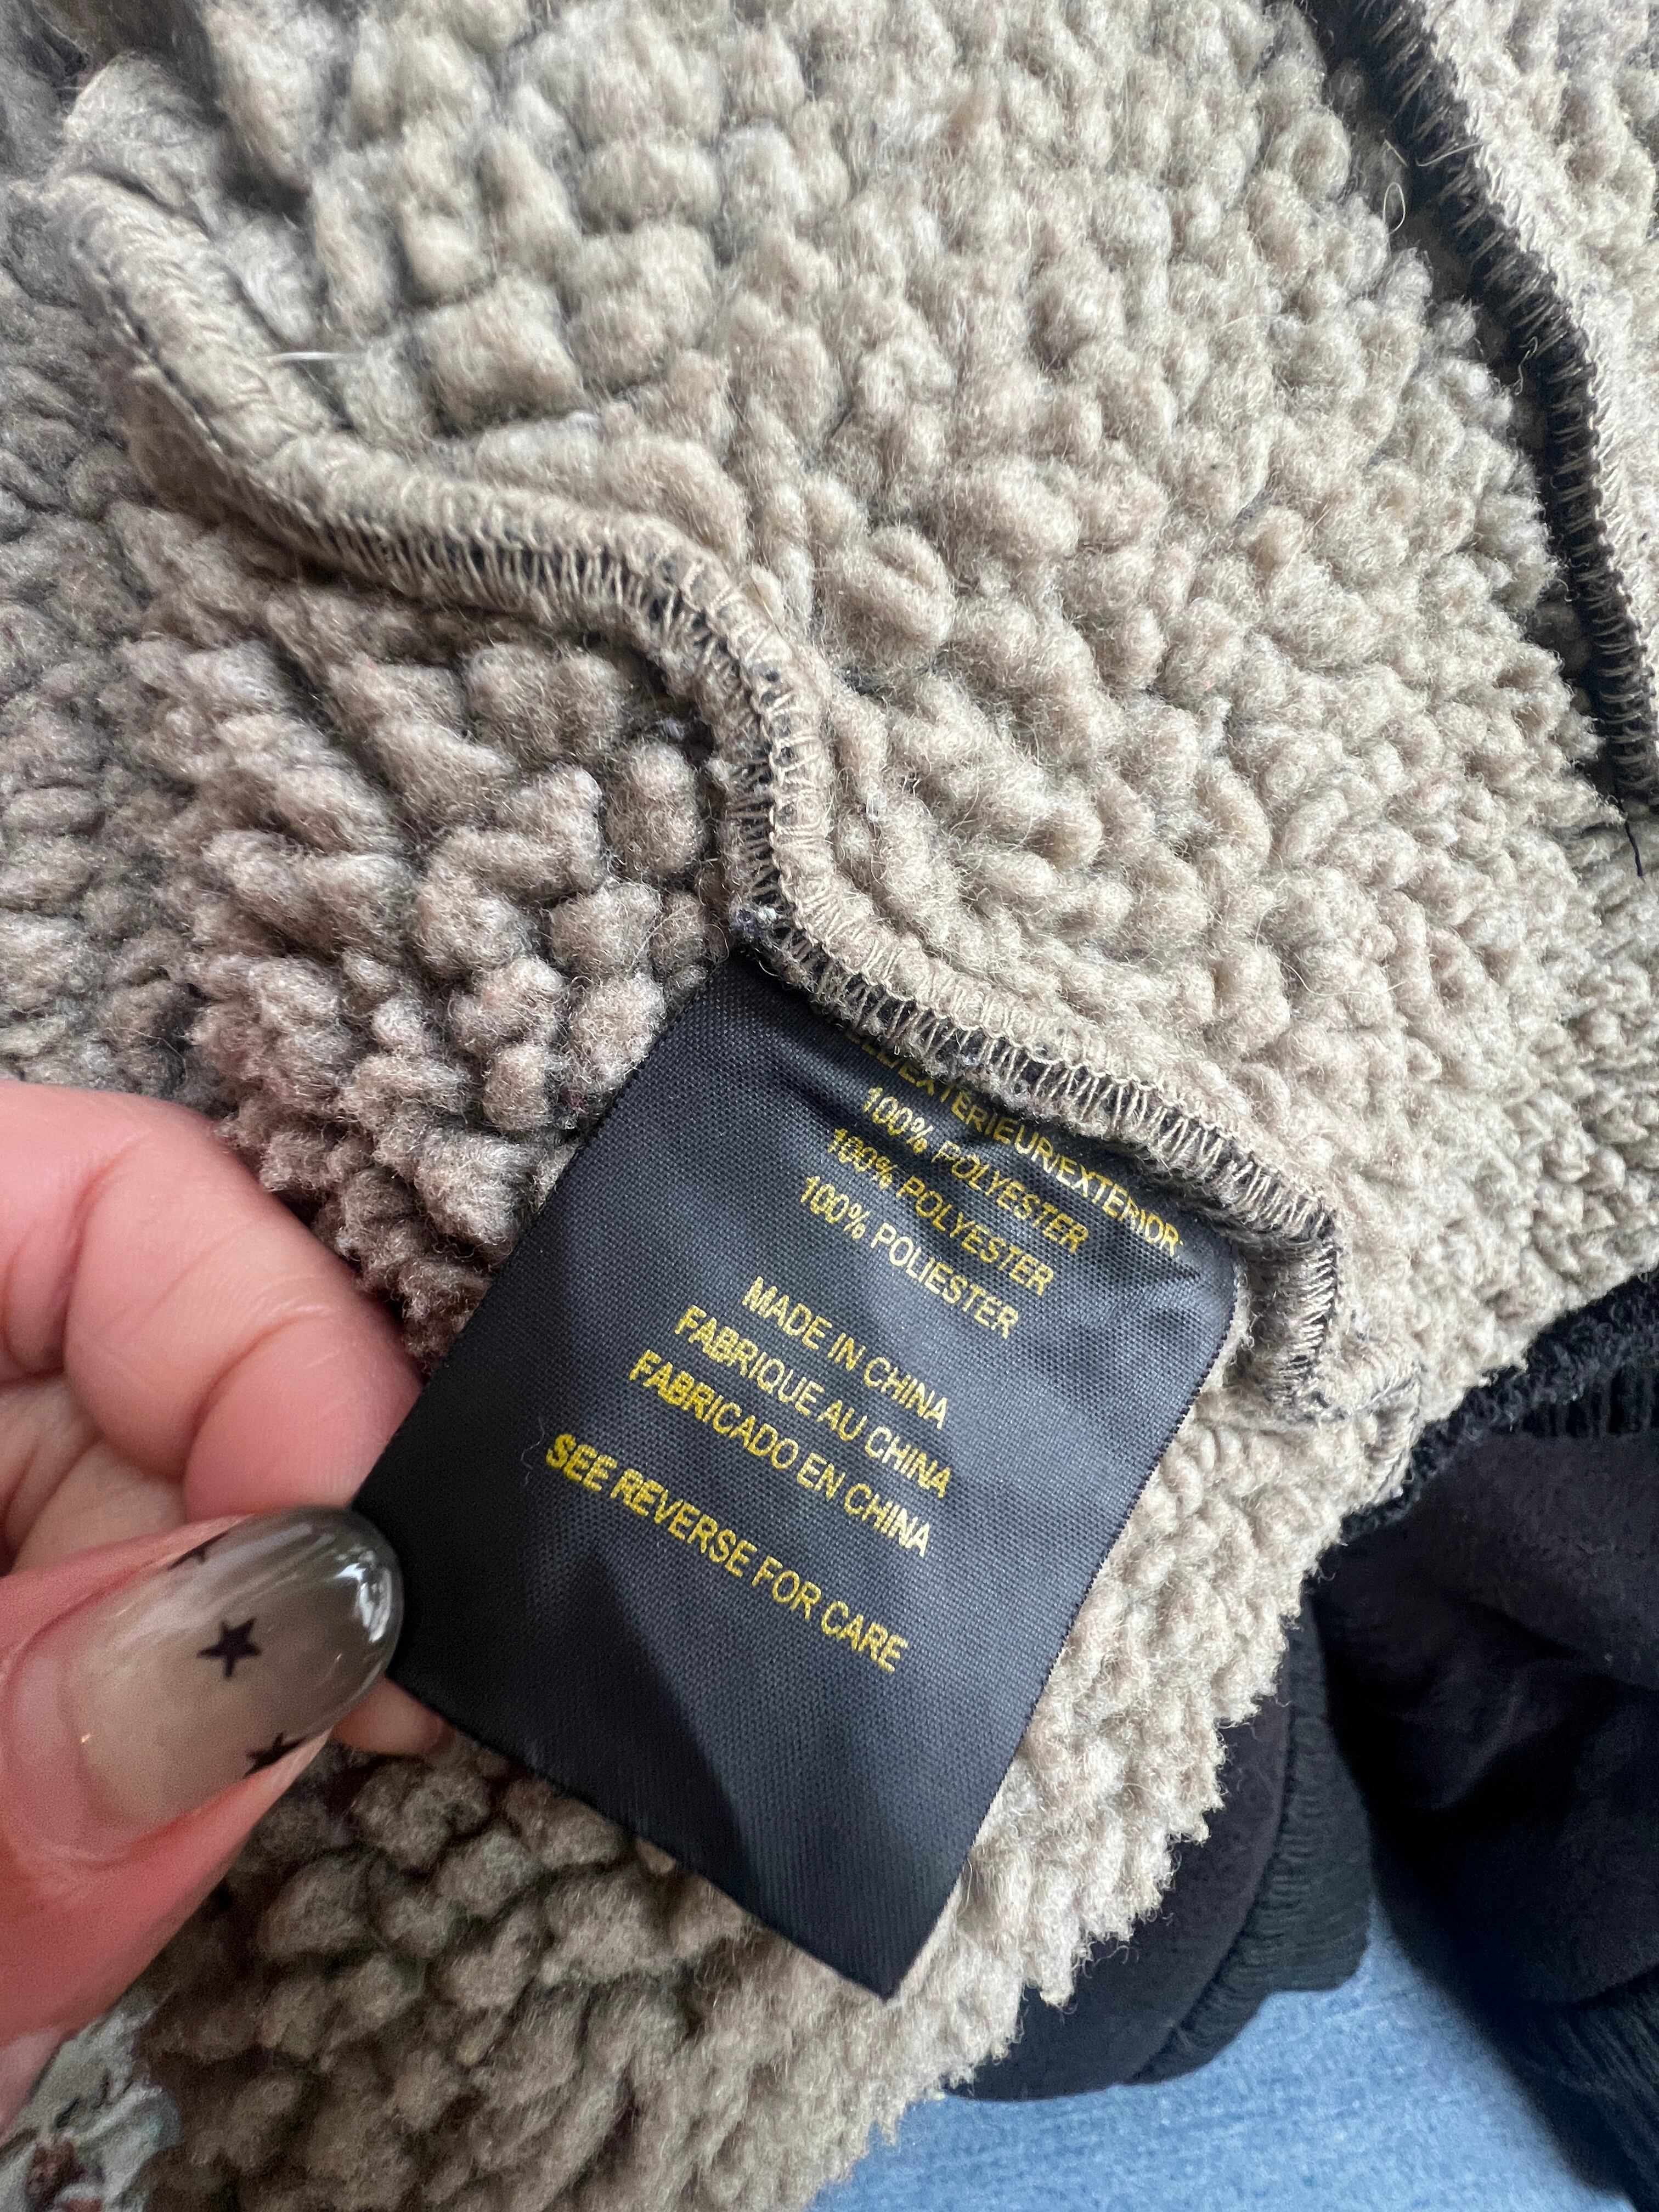 EXTÉRIEUR/EXTERIOR:
100% POLYESTER
100% POLYESTER
100% POLIESTER
MADE IN CHINA
FABRIQUE AU CHINA
FABRICADO EN CHINA
SEE REVERSE FOR CARE